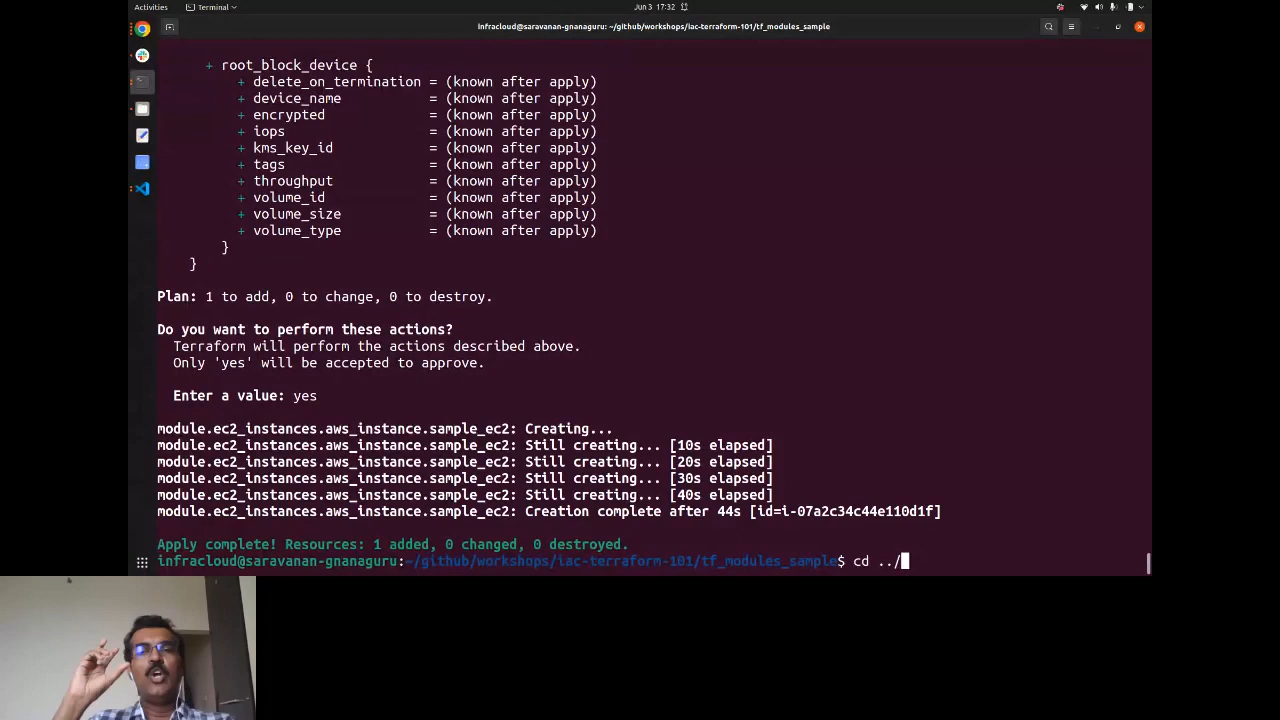 Activities
Terminal
Jun 3 17:32
infracloud@saravanan-gnanaguru: ~/github/workshops/iac-terraform-101/tf_modules_sample
+ root_block_device {
+ delete_on_termination = (known after apply)
+ device_name = (known after apply)
+ encrypted = (known after apply)
+ iops = (known after apply)
+ kms_key_id = (known after apply)
+ tags = (known after apply)
+ throughput = (known after apply)
+ volume_id = (known after apply)
+ volume_size = (known after apply)
+ volume_type = (known after apply)
}
}
Plan: 1 to add, 0 to change, 0 to destroy.
Do you want to perform these actions?
Terraform will perform the actions described above.
Only 'yes' will be accepted to approve.
Enter a value: yes
module.ec2_instances.aws_instance.sample_ec2: Creating...
module.ec2_instances.aws_instance.sample_ec2: Still creating... [10s elapsed]
module.ec2_instances.aws_instance.sample_ec2: Still creating... [20s elapsed]
module.ec2_instances.aws_instance.sample_ec2: Still creating... [30s elapsed]
module.ec2_instances.aws_instance.sample_ec2: Still creating... [40s elapsed]
module.ec2_instances.aws_instance.sample_ec2: Creation complete after 44s [id=i-07a2c34c44e110d1f]
Apply complete! Resources: 1 added, 0 changed, 0 destroyed.
infracloud@saravanan-gnanaguru:~/github/workshops/iac-terraform-101/tf_modules_sample$ cd ../